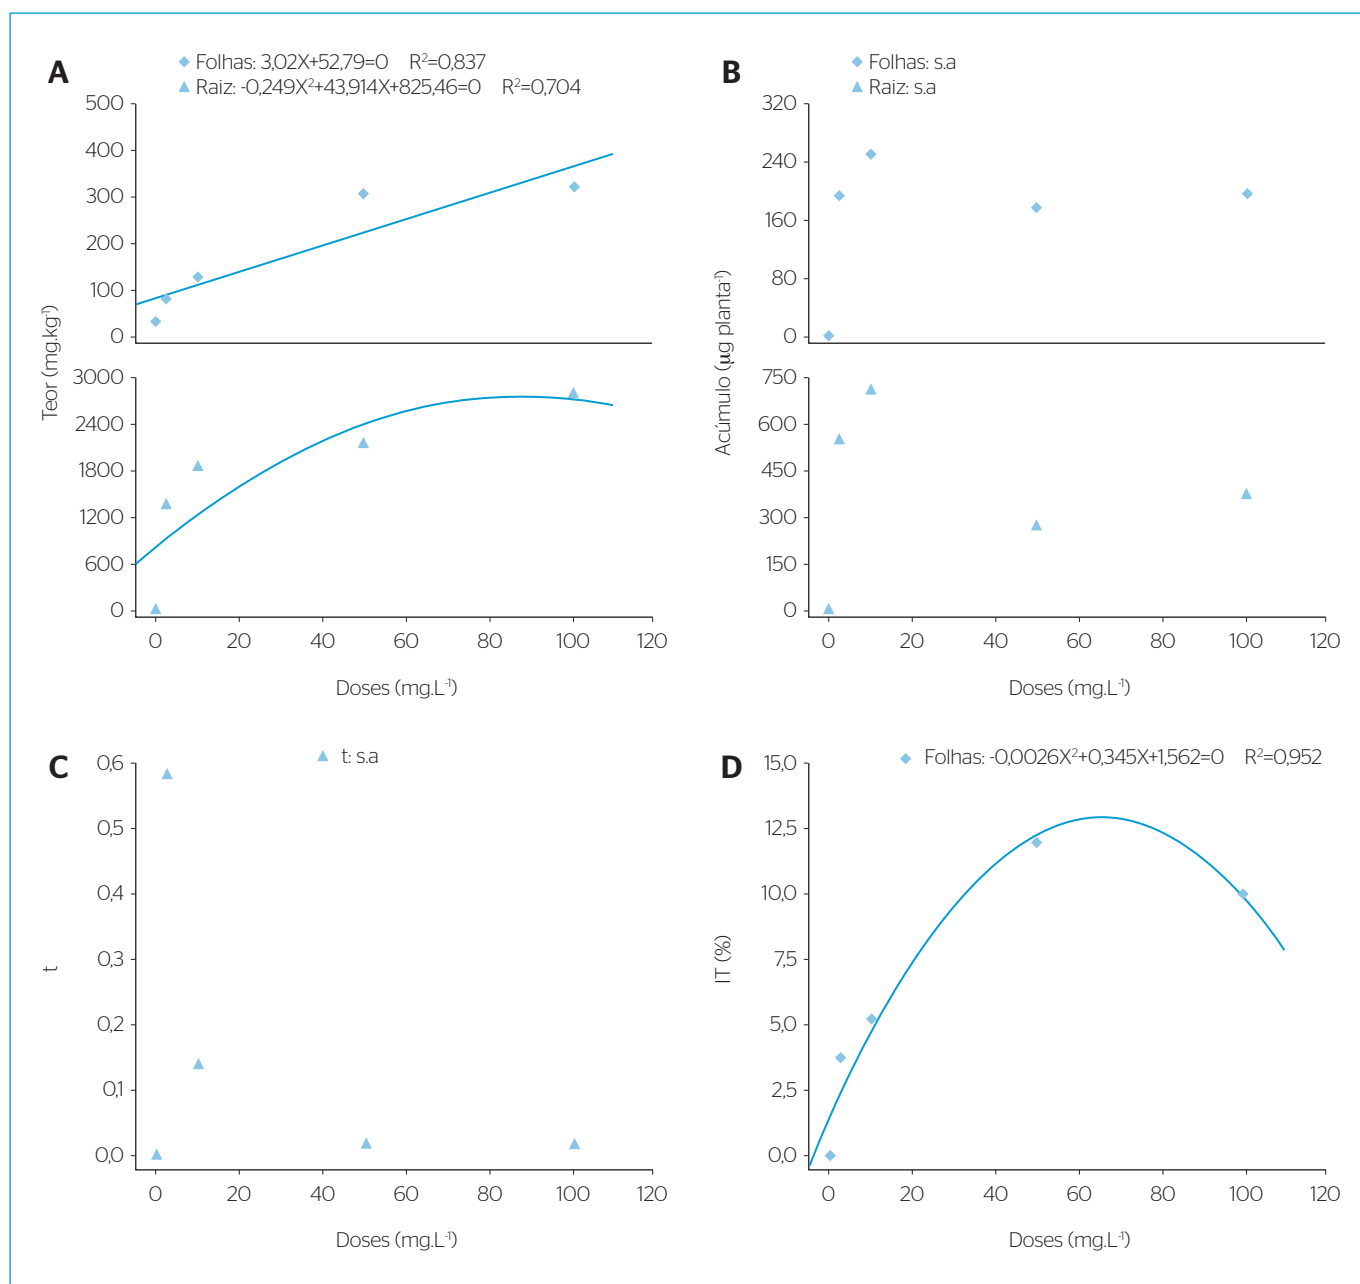 A
Folhas: 3,02X+52,79=0 R²=0,837
Raiz: -0,249X²+43,914X+825,46=0 R²=0,704
500
400
300
200
100
0
3000
2400
1800
1200
600
0
Teor (mg.kg⁻¹)
0 20 40 60 80 100 120
Doses (mg.L⁻¹)
B
Folhas: s.a
Raiz: s.a
320
240
160
80
0
750
600
450
300
150
0
Acúmulo (µg planta⁻¹)
0 20 40 60 80 100 120
Doses (mg.L⁻¹)
C
t: s.a
0,6
0,5
0,4
0,3
0,2
0,1
0,0
t
0 20 40 60 80 100 120
Doses (mg.L⁻¹)
D
Folhas: -0,0026X²+0,345X+1,562=0 R²=0,952
15,0
12,5
10,0
7,5
5,0
2,5
0,0
IT (%)
0 20 40 60 80 100 120
Doses (mg.L⁻¹)